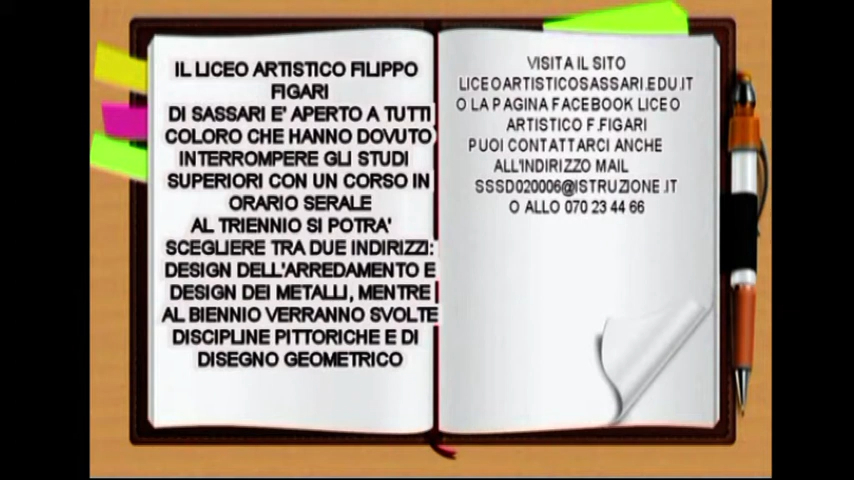 IL LICEO ARTISTICO FILIPPO
FIGARI
DI SASSARI E' APERTO A TUTTI
COLORO CHE HANNO DOVUTO
INTERROMPERE GLI STUDI
SUPERIORI CON UN CORSO IN
ORARIO SERALE
AL TRIENNIO SI POTRA'
SCEGLIERE TRA DUE INDIRIZZI:
DESIGN DELL'ARREDAMENTO E
DESIGN DEI METALLI, MENTRE
AL BIENNIO VERRANNO SVOLTE
DISCIPLINE PITTORICHE E DI
DISEGNO GEOMETRICO
VISITA IL SITO
LICEOARTISTICOSASSARI.EDU.IT
O LA PAGINA FACEBOOK LICEO
ARTISTICO F.FIGARI
PUOI CONTATTARCI ANCHE
ALL'INDIRIZZO MAIL
SSSD020006@ISTRUZIONE.IT
O ALLO 070 23 44 66